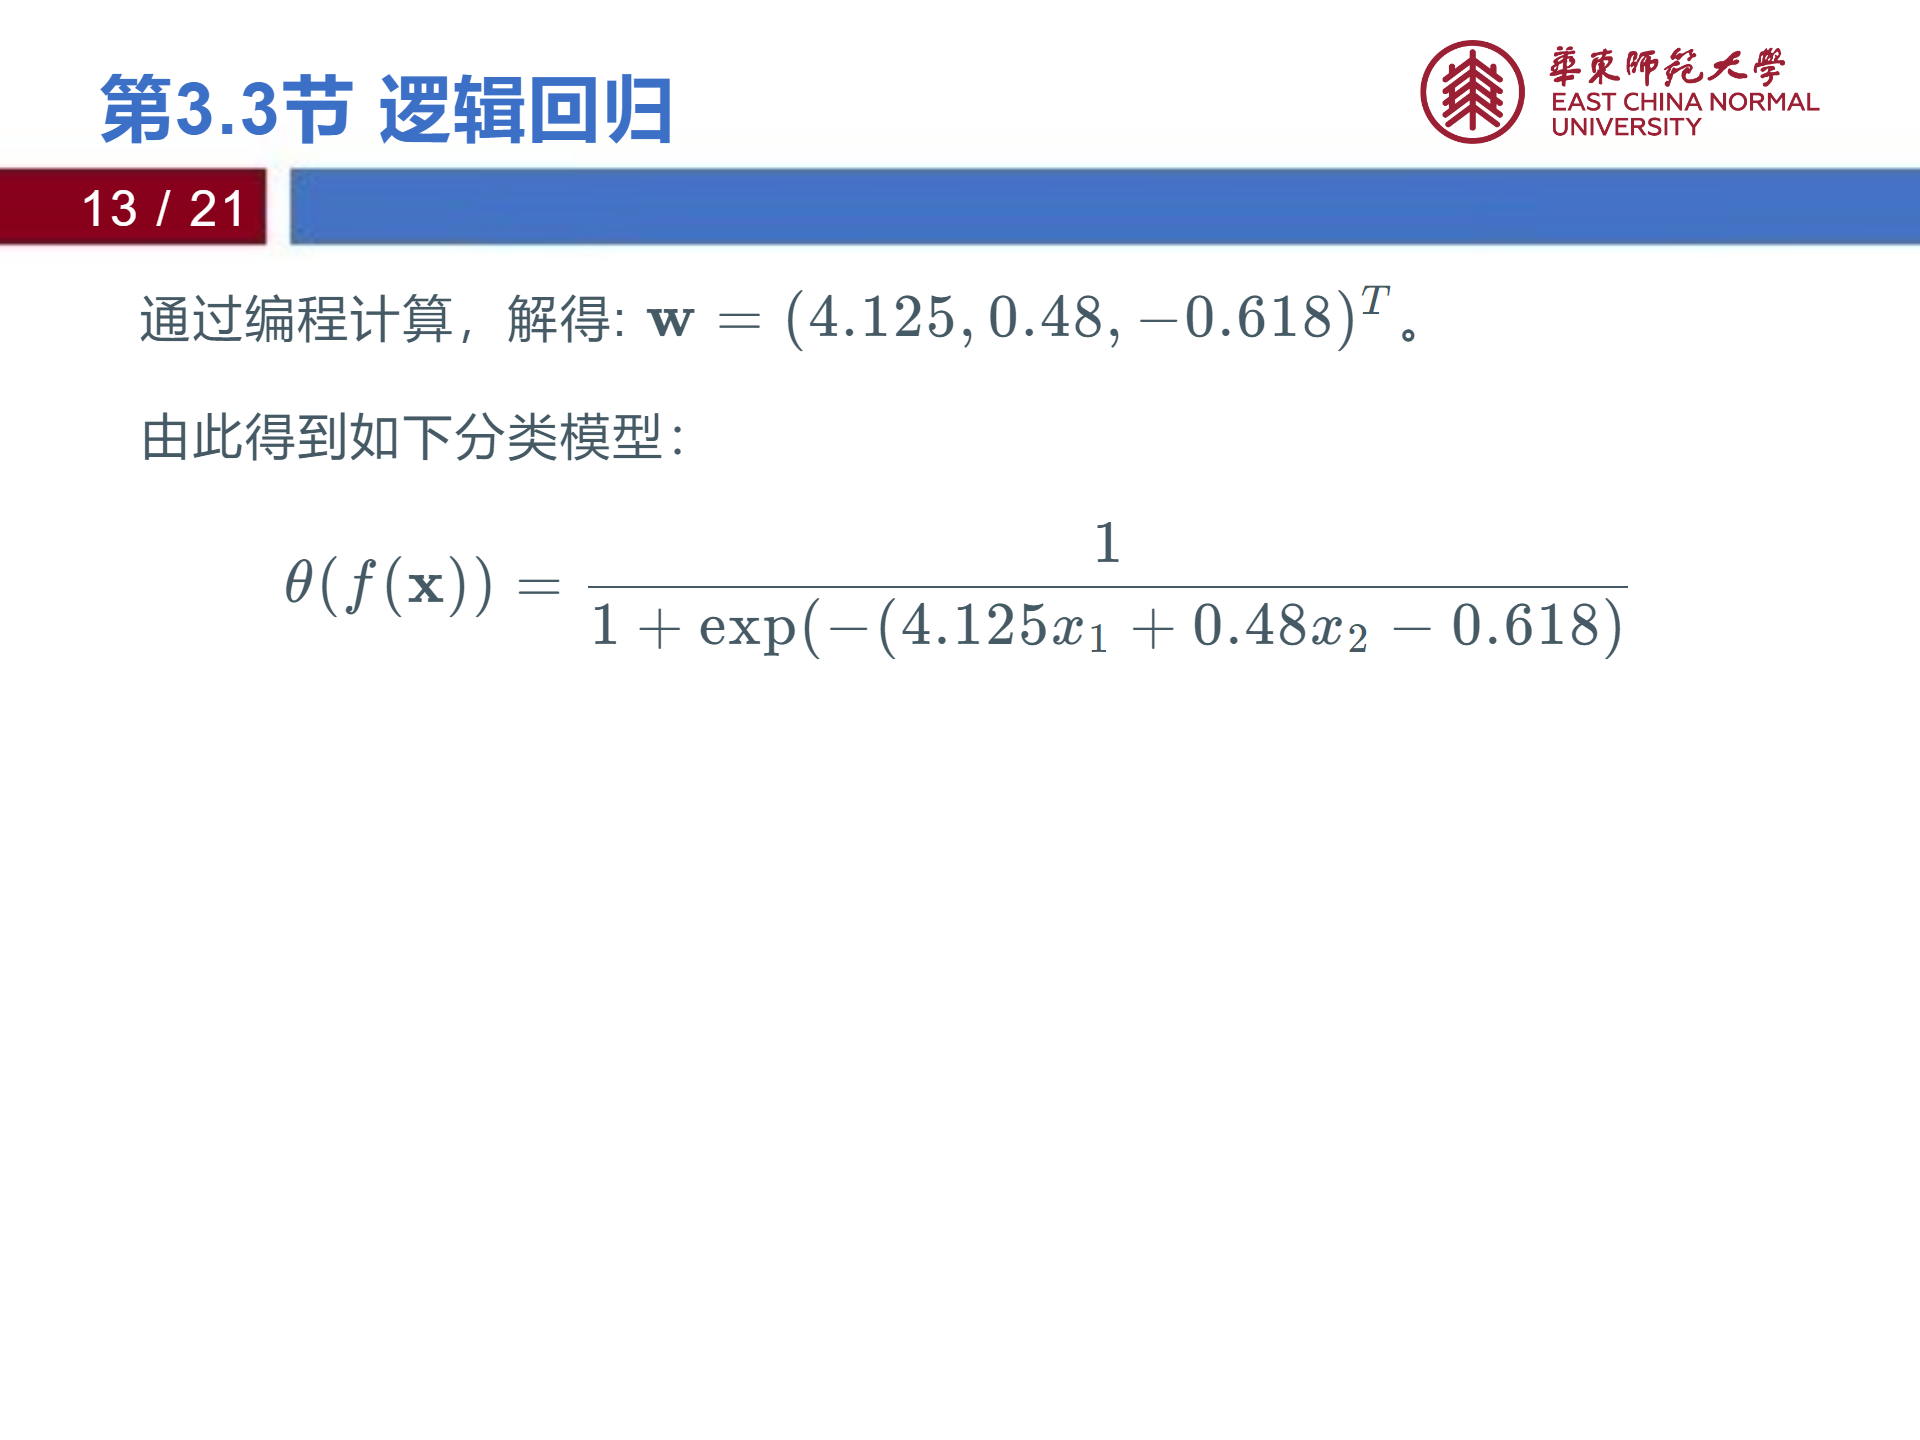 第3.3节 逻辑回归
華東師範大學
EAST CHINA NORMAL
UNIVERSITY
13 / 21
通过编程计算，解得: w = (4.125, 0.48, −0.618)^T。
由此得到如下分类模型：
θ(f(x)) = 1 / 1 + exp(−(4.125x₁ + 0.48x₂ − 0.618)